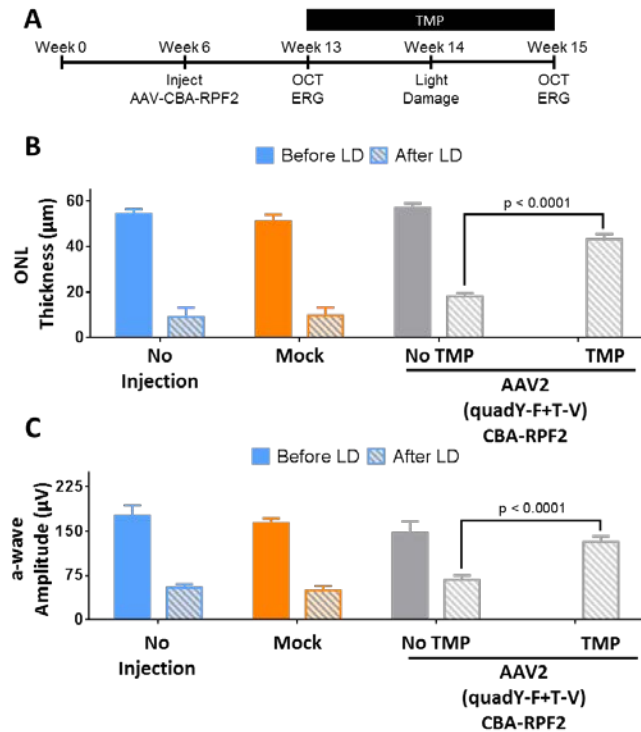 A
TMP
Week 0 Week 6 Week 13 Week 14 Week 15
Inject OCT Light OCT
AAV-CBA-RPF2 ERG Damage ERG
B
Before LD After LD
60
40
20
0
ONL
Thickness (µm)
p < 0.0001
No Mock No TMP TMP
Injection
AAV2
(quadY-F+T-V)
CBA-RPF2
C
Before LD After LD
225
150
75
0
a-wave
Amplitude (µV)
p < 0.0001
No Mock No TMP TMP
Injection
AAV2
(quadY-F+T-V)
CBA-RPF2